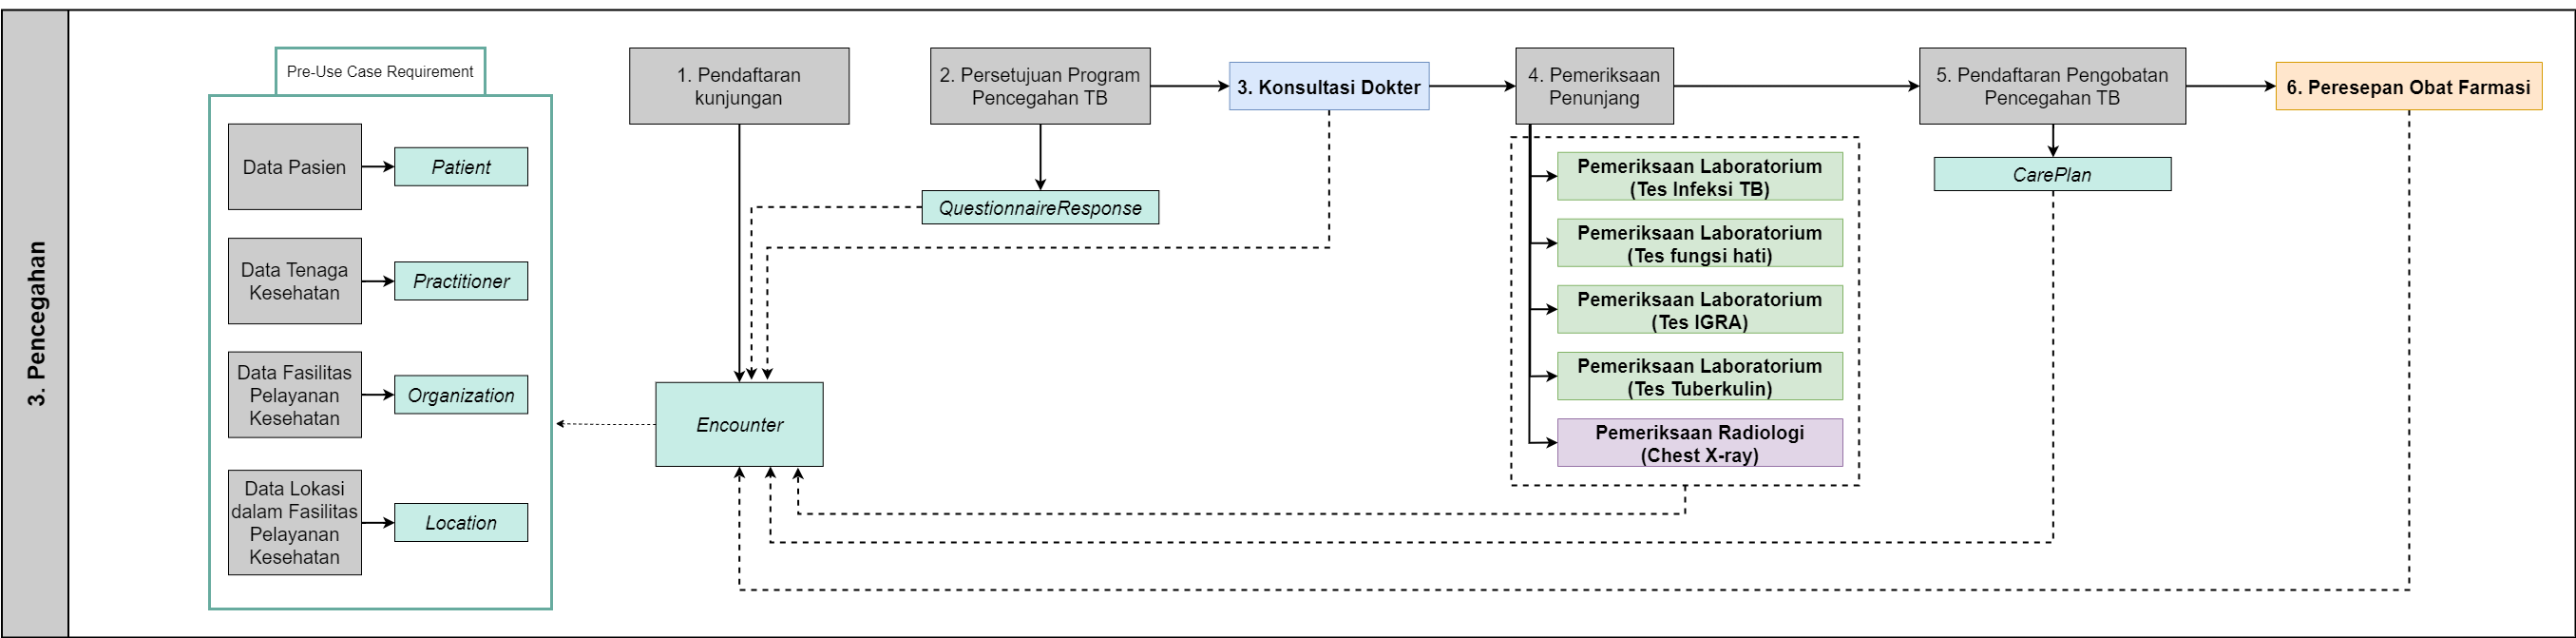 3. Pencegahan
Pre-Use Case Requirement
Data Pasien
Patient
Data Tenaga
Kesehatan
Practitioner
Data Fasilitas
Pelayanan
Kesehatan
Organization
Data Lokasi
dalam Fasilitas
Pelayanan
Kesehatan
Location
1. Pendaftaran
kunjungan
Encounter
2. Persetujuan Program
Pencegahan TB
QuestionnaireResponse
3. Konsultasi Dokter
4. Pemeriksaan
Penunjang
Pemeriksaan Laboratorium
(Tes Infeksi TB)
Pemeriksaan Laboratorium
(Tes fungsi hati)
Pemeriksaan Laboratorium
(Tes IGRA)
Pemeriksaan Laboratorium
(Tes Tuberkulin)
Pemeriksaan Radiologi
(Chest X-ray)
5. Pendaftaran Pengobatan
Pencegahan TB
CarePlan
6. Peresepan Obat Farmasi